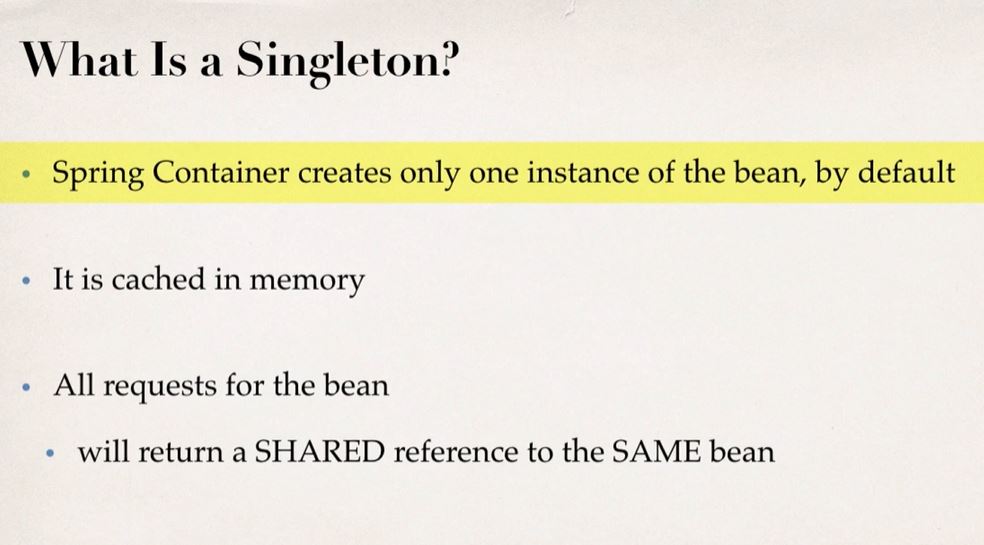 What Is a Singleton?
• Spring Container creates only one instance of the bean, by default
• It is cached in memory
• All requests for the bean
• will return a SHARED reference to the SAME bean